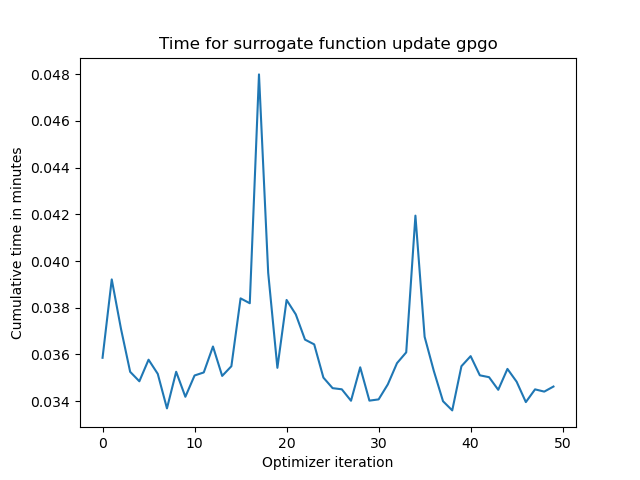 Time for surrogate function update gpgo
0.048
0.046
0.044
0.042
0.040
0.038
0.036
0.034
Cumulative time in minutes
0 10 20 30 40 50
Optimizer iteration